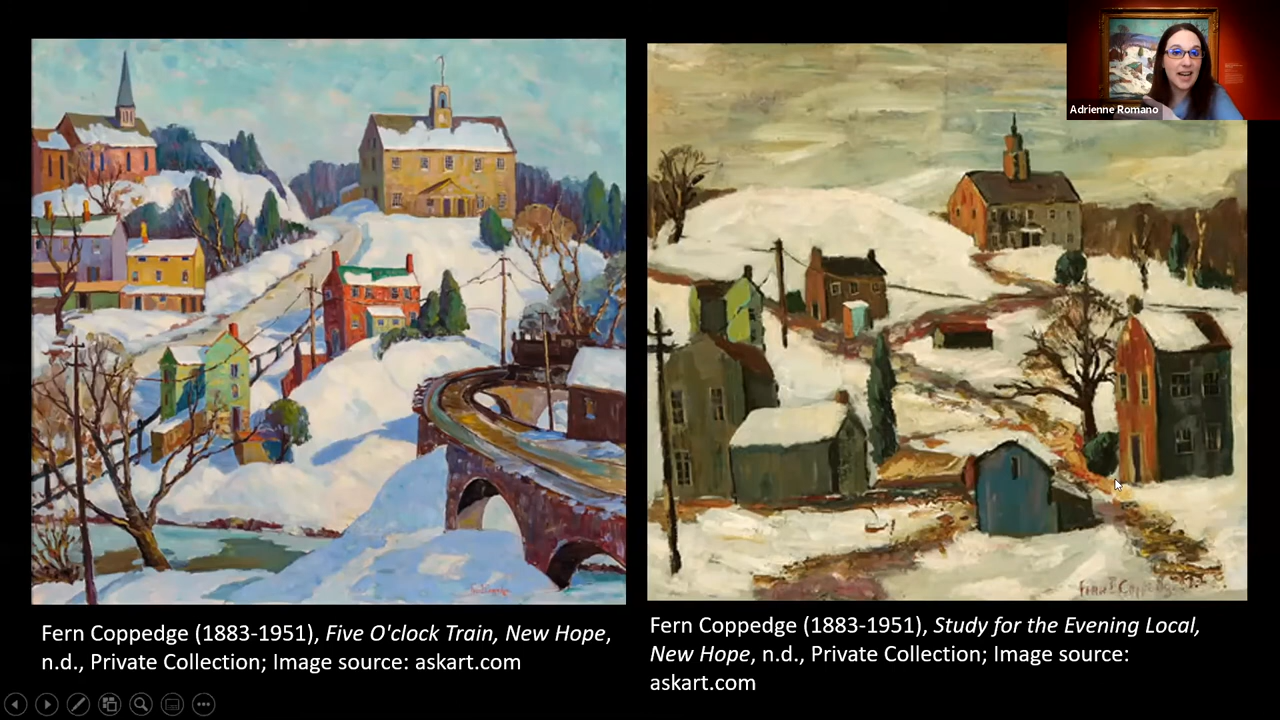 Adrienne Romano
Fern Coppedge (1883-1951), Five O'clock Train, New Hope,
n.d., Private Collection; Image source: askart.com
Fern Coppedge (1883-1951), Study for the Evening Local,
New Hope, n.d., Private Collection; Image source:
askart.com